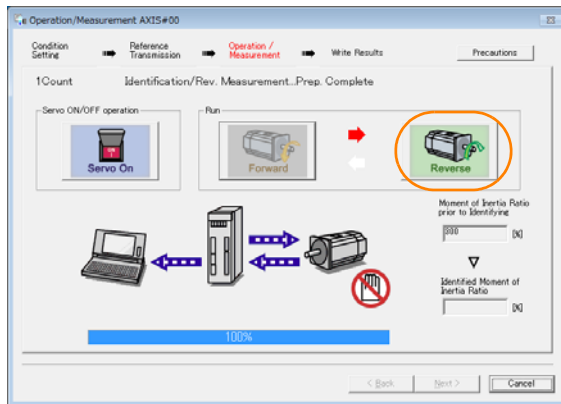 Operation/Measurement AXIS#00
Condition Setting
Reference Transmission
Operation / Measurement
Write Results
Precautions
1Count
Identification/Rev. Measurement...Prep. Complete
Servo ON/OFF operation
Servo On
Run
Forward
Reverse
Moment of Inertia Ratio
prior to Identifying
300 [%]
Identified Moment of
Inertia Ratio
[%]
100%
< Back
Next >
Cancel